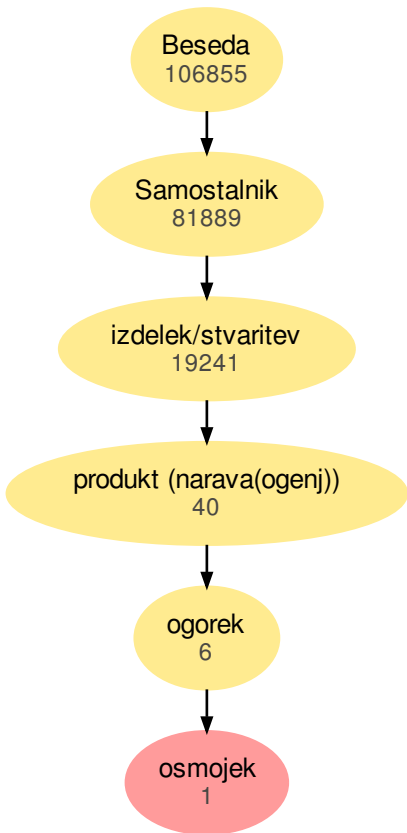 Beseda
106855
Samostalnik
81889
izdelek/stvaritev
19241
produkt (narava(ogenj))
40
ogorek
6
osmojek
1